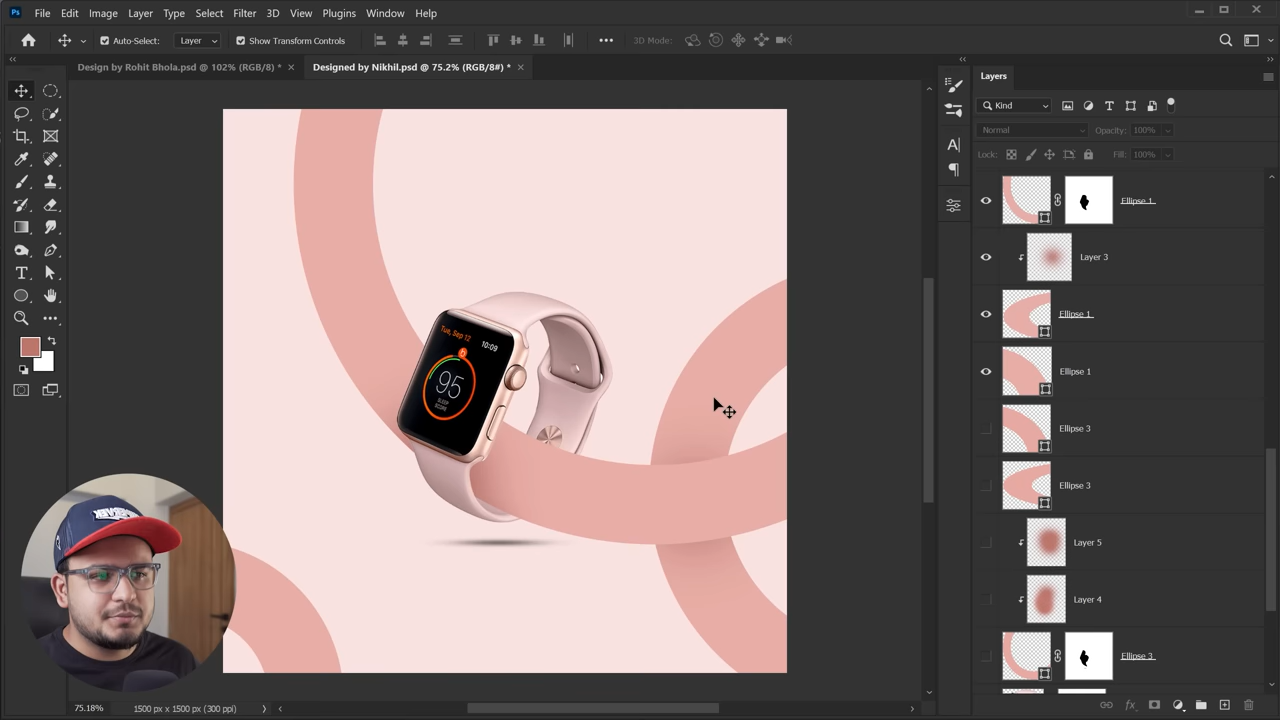 Ps File Edit Image Layer Type Select Filter 3D View Plugins Window Help
Auto-Select: Layer Show Transform Controls 3D Mode:
Design by Rohit Bhola.psd @ 102% (RGB/8) * Designed by Nikhil.psd @ 75.2% (RGB/8#) *
Layers
Kind
Normal Opacity: 100%
Lock: Fill: 100%
Ellipse 1
Layer 3
Ellipse 1
Ellipse 1
Ellipse 3
Ellipse 3
Layer 5
Layer 4
Ellipse 3
Tue, Sep 12
10:09
6
95
SLEEP
SCORE
75.18% 1500 px x 1500 px (300 ppi)